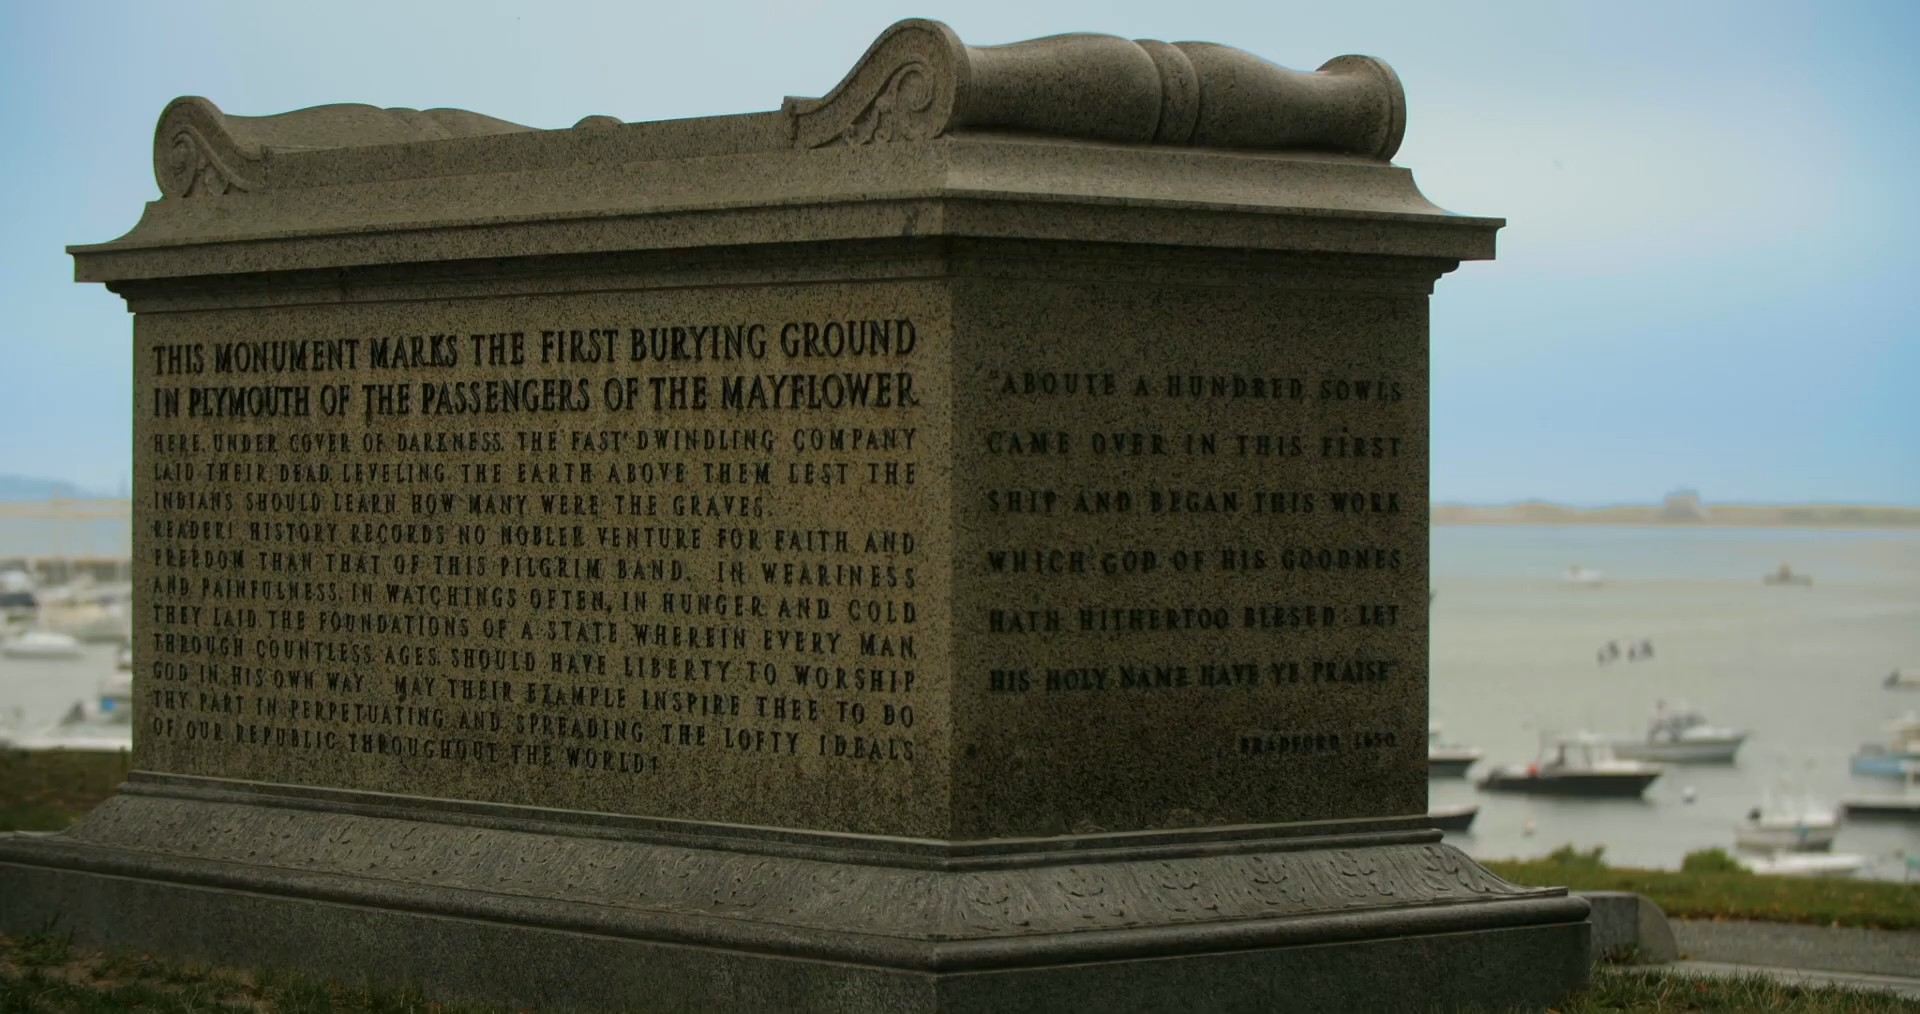 THIS MONUMENT MARKS THE FIRST BURYING GROUND
IN PLYMOUTH OF THE PASSENGERS OF THE MAYFLOWER
HERE, UNDER COVER OF DARKNESS, THE FAST DWINDLING COMPANY
LAID THEIR DEAD, LEVELING THE EARTH ABOVE THEM LEST THE
INDIANS SHOULD LEARN HOW MANY WERE THE GRAVES.
READER! HISTORY RECORDS NO NOBLER VENTURE FOR FAITH AND
FREEDOM THAN THAT OF THIS PILGRIM BAND. IN WEARINESS
AND PAINFULNESS, IN WATCHINGS OFTEN, IN HUNGER AND COLD
THEY LAID THE FOUNDATIONS OF A STATE WHEREIN EVERY MAN,
THROUGH COUNTLESS AGES, SHOULD HAVE LIBERTY TO WORSHIP
GOD IN HIS OWN WAY. MAY THEIR EXAMPLE INSPIRE THEE TO DO
THY PART IN PERPETUATING AND SPREADING THE LOFTY IDEALS
OF OUR REPUBLIC THROUGHOUT THE WORLD!
"ABOUTE A HUNDRED SOWLS
CAME OVER IN THIS FIRST
SHIP AND BEGAN THIS WORK
WHICH GOD OF HIS GOODNES
HATH HITHERTOO BLESED: LET
HIS HOLY NAME HAVE YE PRAISE"
BRADFORD 1650